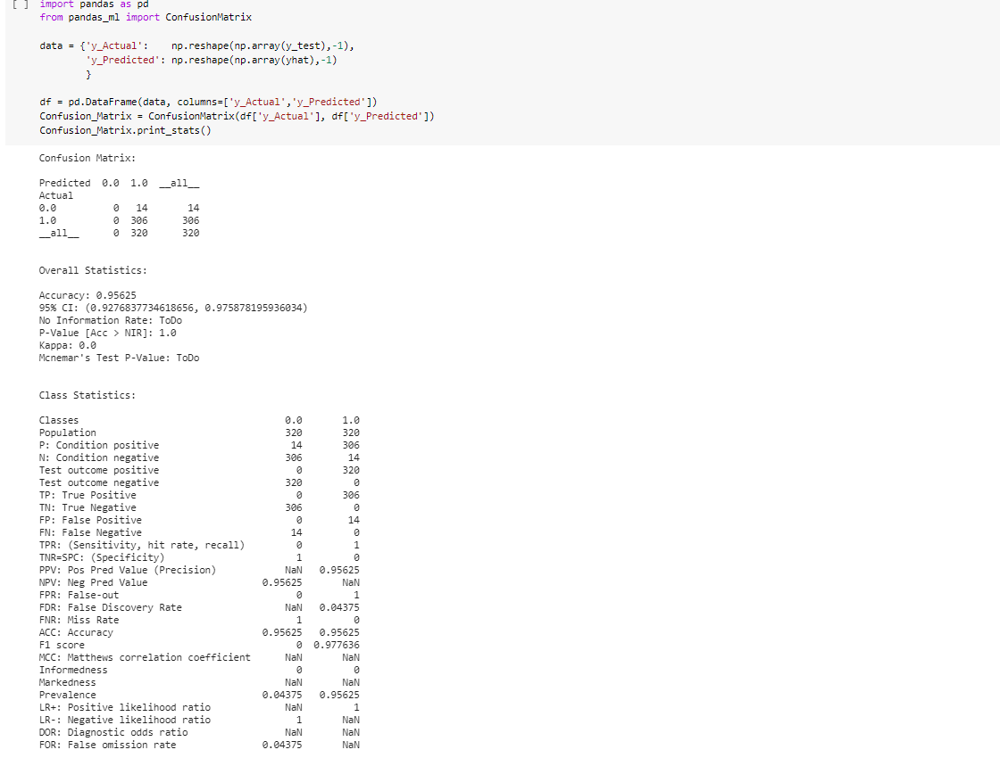 [ ] import pandas as pd
from pandas_ml import ConfusionMatrix
data = {'y_Actual':    np.reshape(np.array(y_test),-1),
        'y_Predicted': np.reshape(np.array(yhat),-1)
        }
df = pd.DataFrame(data, columns=['y_Actual','y_Predicted'])
Confusion_Matrix = ConfusionMatrix(df['y_Actual'], df['y_Predicted'])
Confusion_Matrix.print_stats()
Confusion Matrix:
Predicted  0.0  1.0  __all__
Actual
0.0          0   14       14
1.0          0  306      306
__all__      0  320      320
Overall Statistics:
Accuracy: 0.95625
95% CI: (0.9276837734618656, 0.975878195936034)
No Information Rate: ToDo
P-Value [Acc > NIR]: 1.0
Kappa: 0.0
Mcnemar's Test P-Value: ToDo
Class Statistics:
Classes                                    0.0       1.0
Population                                 320       320
P: Condition positive                       14       306
N: Condition negative                      306        14
Test outcome positive                        0       320
Test outcome negative                      320         0
TP: True Positive                            0       306
TN: True Negative                          306         0
FP: False Positive                           0        14
FN: False Negative                          14         0
TPR: (Sensitivity, hit rate, recall)         0         1
TNR=SPC: (Specificity)                       1         0
PPV: Pos Pred Value (Precision)            NaN   0.95625
NPV: Neg Pred Value                    0.95625       NaN
FPR: False-out                               0         1
FDR: False Discovery Rate                  NaN   0.04375
FNR: Miss Rate                               1         0
ACC: Accuracy                          0.95625   0.95625
F1 score                                     0  0.977636
MCC: Matthews correlation coefficient      NaN       NaN
Informedness                                 0         0
Markedness                                 NaN       NaN
Prevalence                             0.04375   0.95625
LR+: Positive likelihood ratio             NaN         1
LR-: Negative likelihood ratio               1       NaN
DOR: Diagnostic odds ratio                 NaN       NaN
FOR: False omission rate               0.04375       NaN